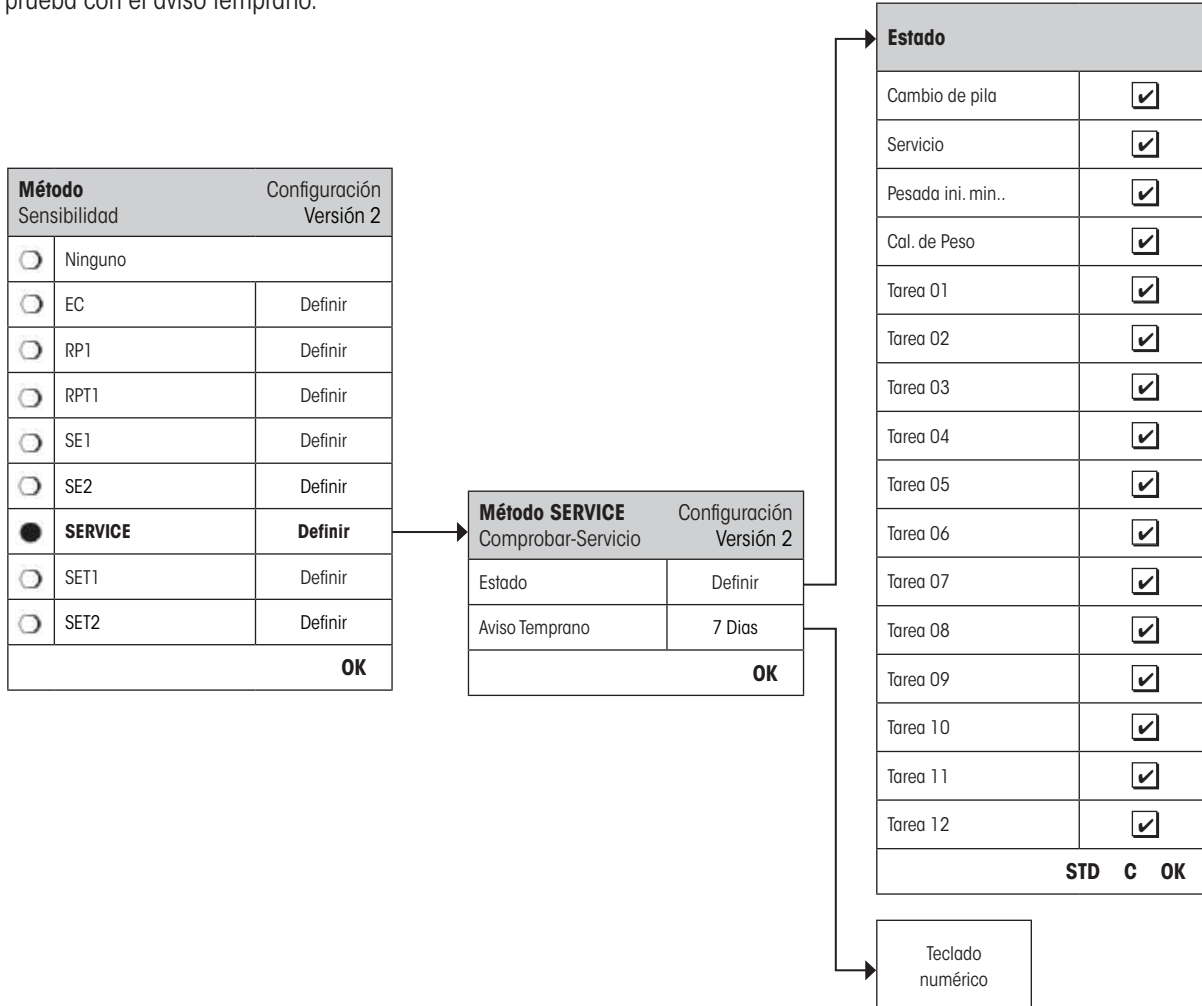 prueba con el aviso temprano.
Método Configuración
Sensibilidad Versión 2
Ninguno
EC Definir
RP1 Definir
RPT1 Definir
SE1 Definir
SE2 Definir
SERVICE Definir
SET1 Definir
SET2 Definir
OK
Método SERVICE Configuración
Comprobar-Servicio Versión 2
Estado Definir
Aviso Temprano 7 Dias
OK
Estado
Cambio de pila ✔
Servicio ✔
Pesada ini. min.. ✔
Cal. de Peso ✔
Tarea 01 ✔
Tarea 02 ✔
Tarea 03 ✔
Tarea 04 ✔
Tarea 05 ✔
Tarea 06 ✔
Tarea 07 ✔
Tarea 08 ✔
Tarea 09 ✔
Tarea 10 ✔
Tarea 11 ✔
Tarea 12 ✔
STD C OK
Teclado
numérico